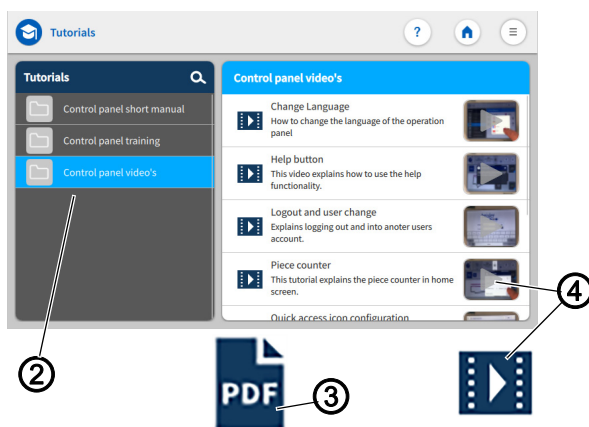 Tutorials
?
Tutorials
Control panel video's
Control panel short manual
Control panel training
Control panel video's
Change Language
How to change the language of the operation
panel
Help button
This video explains how to use the help
functionality.
Logout and user change
Explains logging out and into anoter users
account.
Piece counter
This tutorial explains the piece counter in home
screen.
Quick access icon configuration
2
PDF
3
4